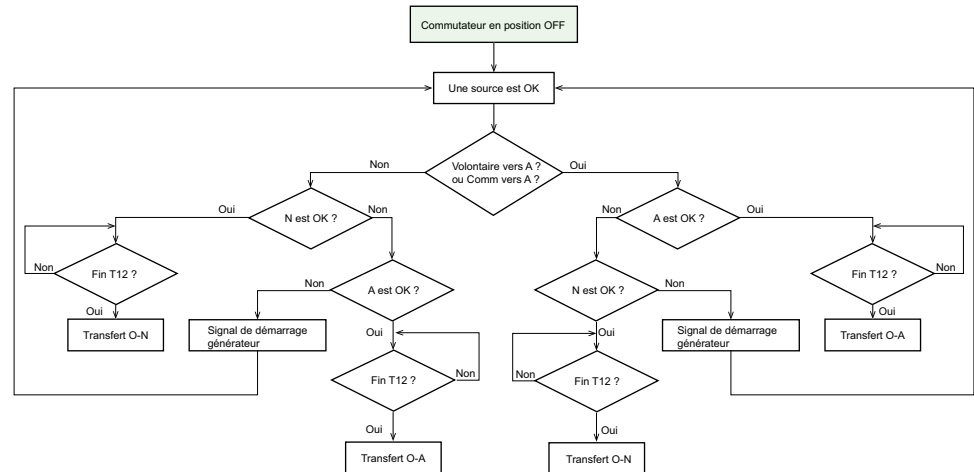 Commutateur en position OFF
Une source est OK
Volontaire vers A ?
ou Comm vers A ?
Non
Oui
N est OK ?
A est OK ?
Oui
Non
Non
Oui
Fin T12 ?
Non
A est OK ?
Non
N est OK ?
Non
Fin T12 ?
Non
Oui
Transfert O-N
Signal de démarrage
générateur
Oui
Oui
Signal de démarrage
générateur
Oui
Transfert O-A
Fin T12 ?
Non
Non
Fin T12 ?
Oui
Transfert O-A
Oui
Transfert O-N